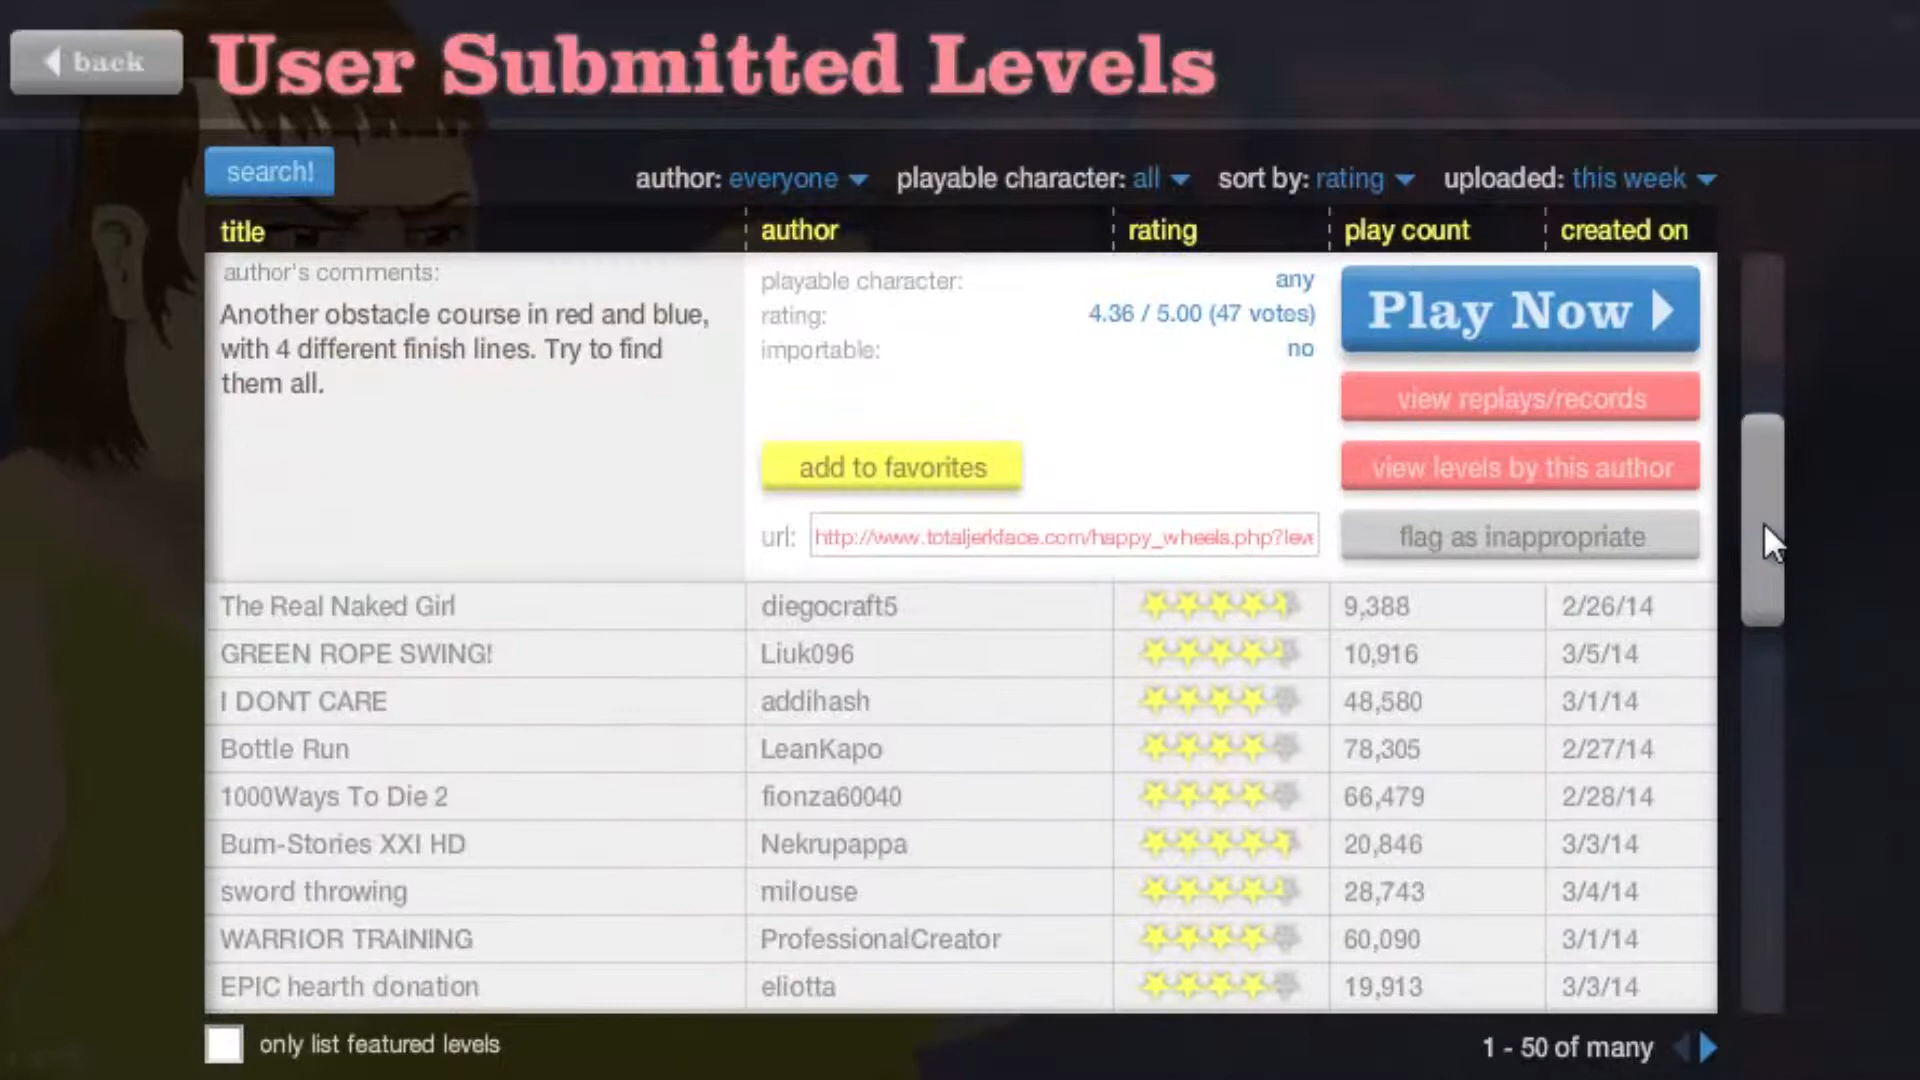 back
User Submitted Levels
search!
author: everyone
playable character: all
sort by: rating
uploaded: this week
title
author
rating
play count
created on
author's comments:
Another obstacle course in red and blue,
with 4 different finish lines. Try to find
them all.
playable character: any
rating: 4.36 / 5.00 (47 votes)
importable: no
add to favorites
url: http://www.totaljerkface.com/happy_wheels.php?leve
Play Now
view replays/records
view levels by this author
flag as inappropriate
The Real Naked Girl diegocraft5 9,388 2/26/14
GREEN ROPE SWING! Liuk096 10,916 3/5/14
I DONT CARE addihash 48,580 3/1/14
Bottle Run LeanKapo 78,305 2/27/14
1000Ways To Die 2 fionza60040 66,479 2/28/14
Bum-Stories XXI HD Nekrupappa 20,846 3/3/14
sword throwing milouse 28,743 3/4/14
WARRIOR TRAINING ProfessionalCreator 60,090 3/1/14
EPIC hearth donation eliotta 19,913 3/3/14
only list featured levels
1 - 50 of many